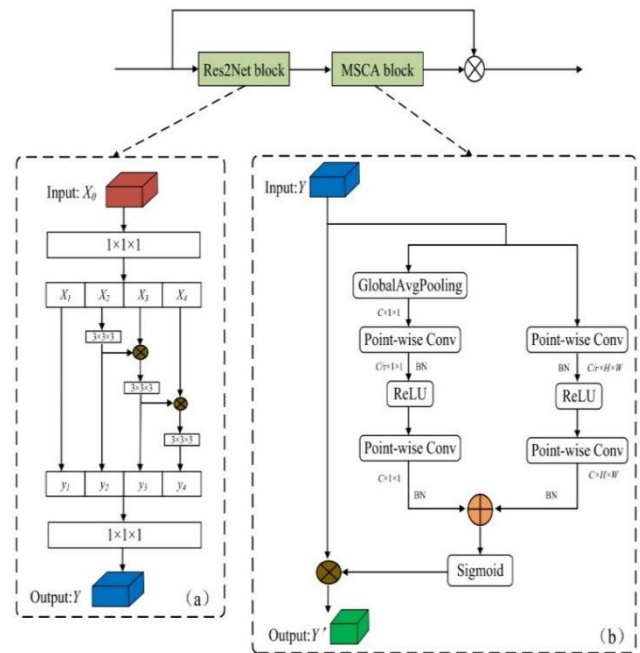 Res2Net block
MSCA block
Input: X₀
1×1×1
X₁ X₂ X₃ X₄
3×3×3
3×3×3
3×3×3
y₁ y₂ y₃ y₄
1×1×1
Output:Y
(a)
Input:Y
GlobalAvgPooling
C×1×1
Point-wise Conv
C/r×1×1
BN
ReLU
Point-wise Conv
C×1×1
BN
Point-wise Conv
BN
C/r×H×W
ReLU
Point-wise Conv
BN
C×H×W
Sigmoid
Output:Y'
(b)